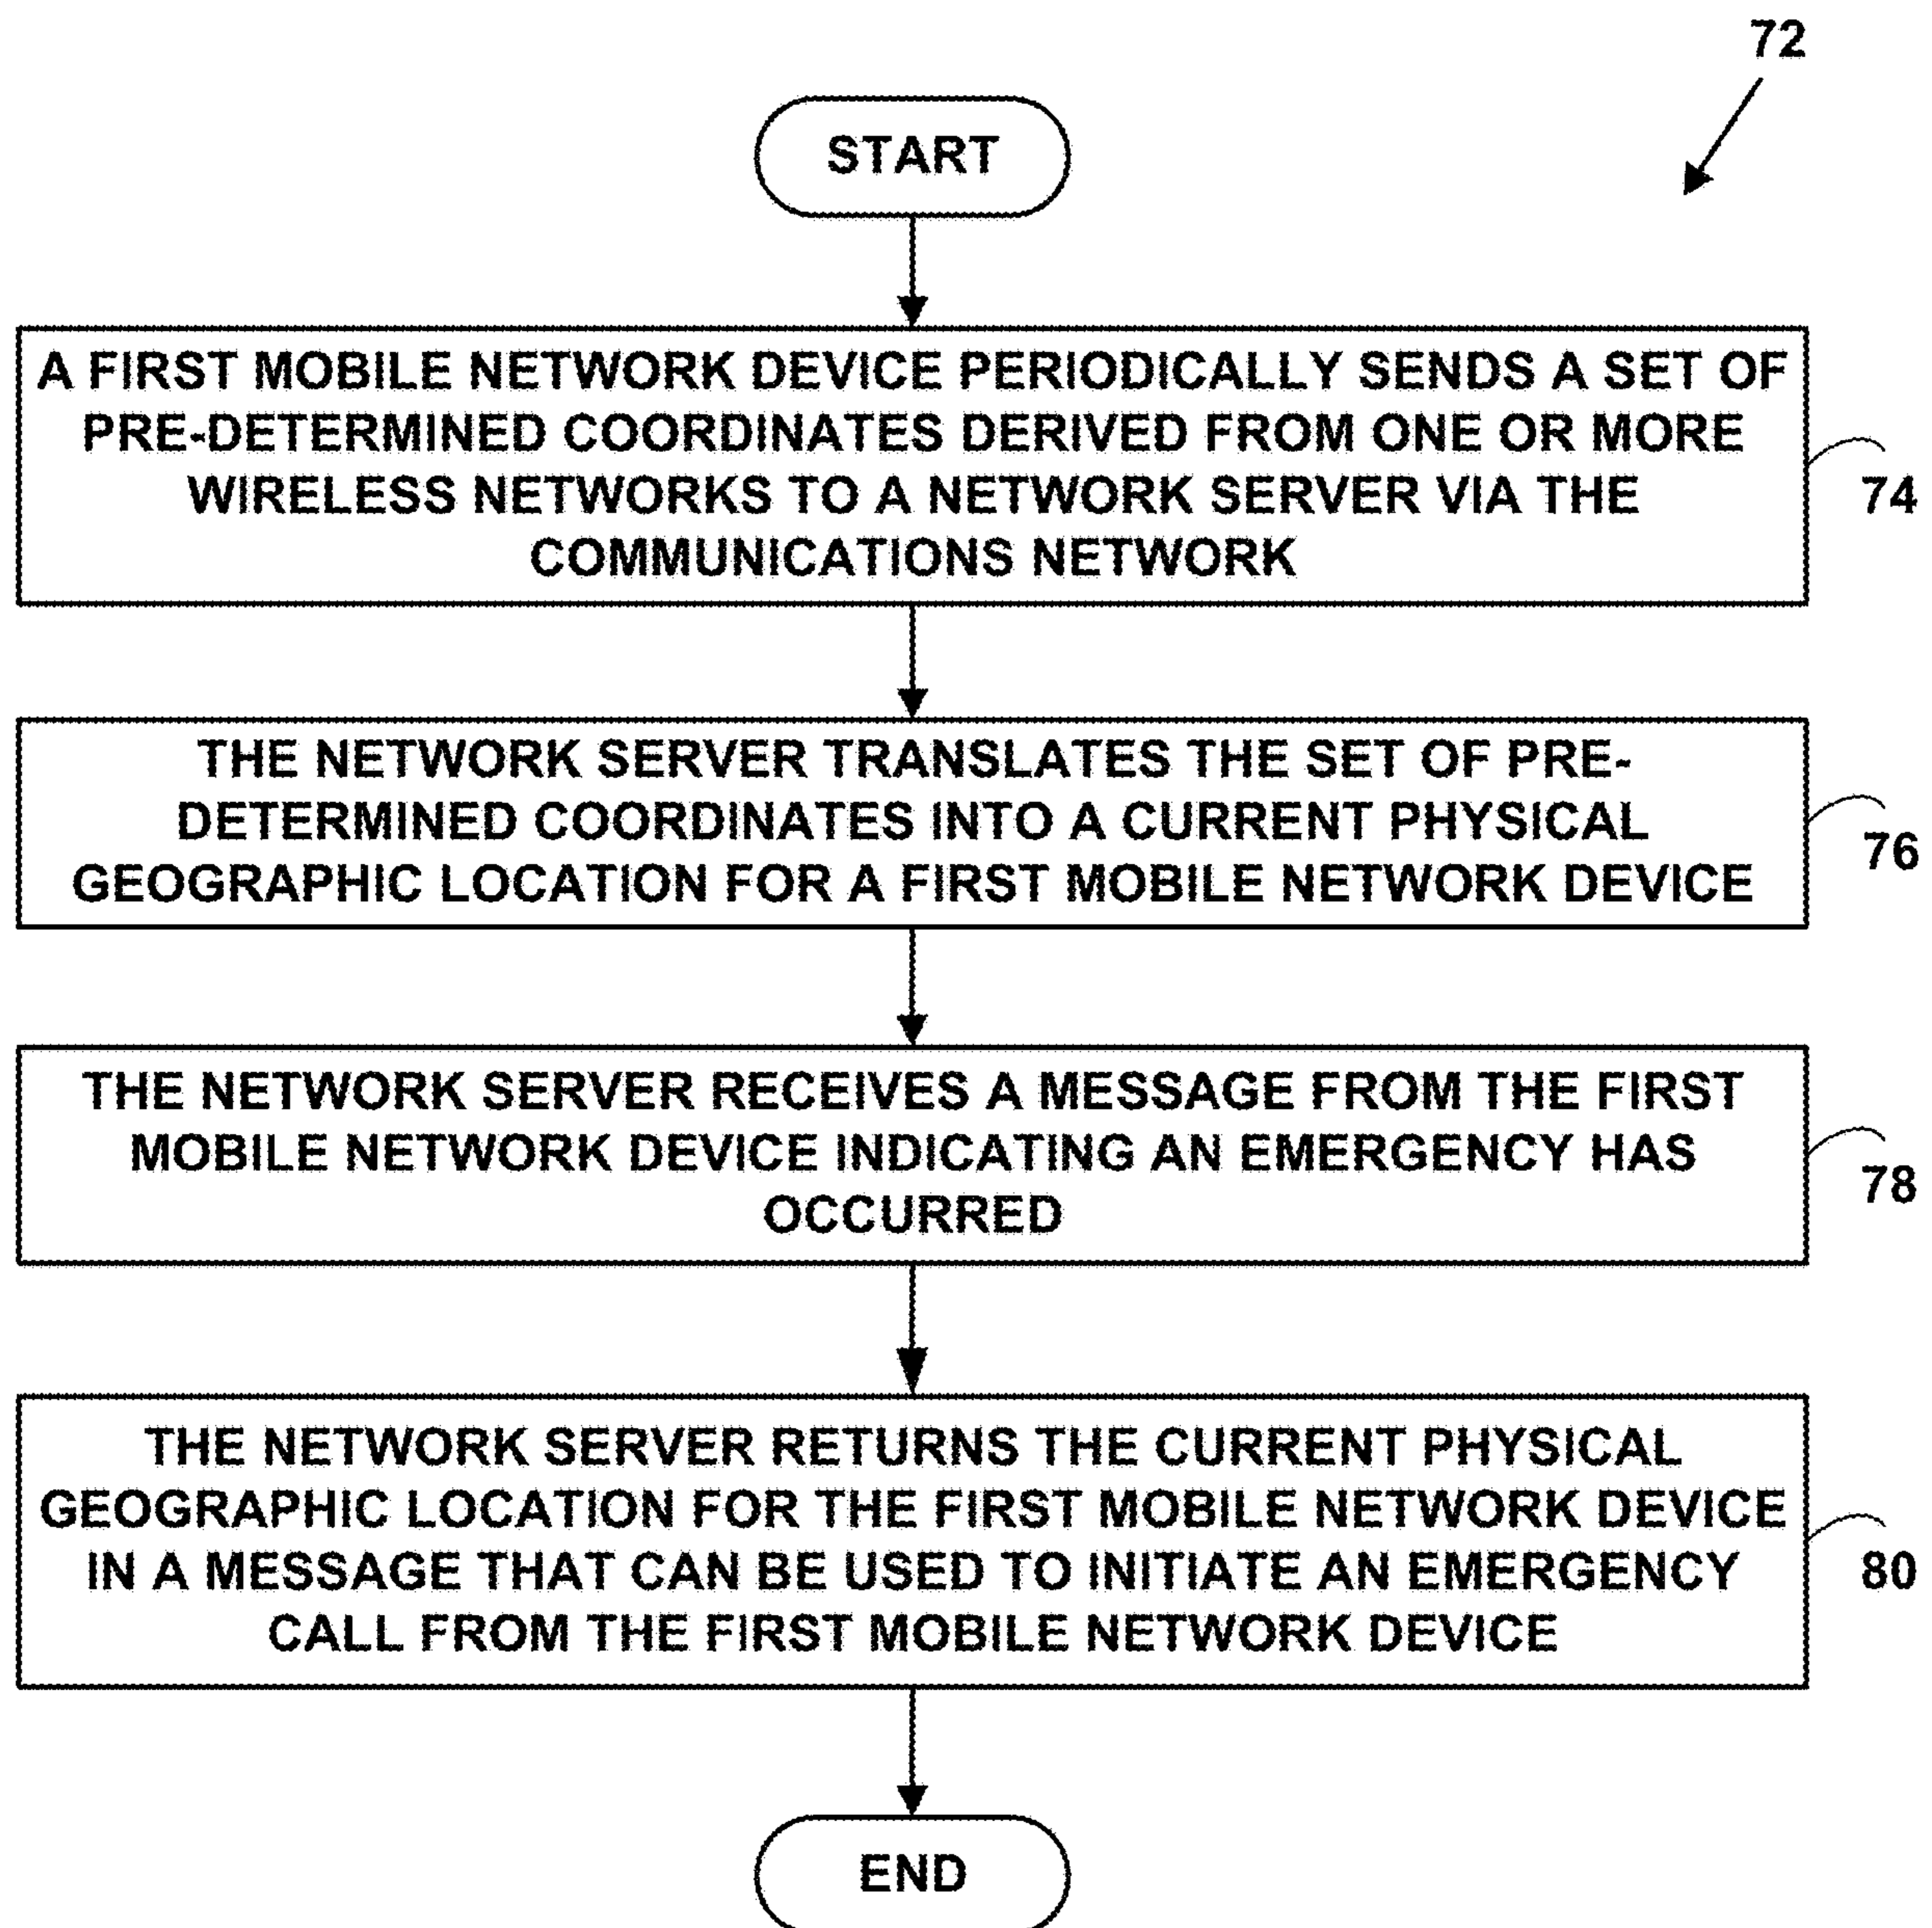 72
START
A FIRST MOBILE NETWORK DEVICE PERIODICALLY SENDS A SET OF
PRE-DETERMINED COORDINATES DERIVED FROM ONE OR MORE
WIRELESS NETWORKS TO A NETWORK SERVER VIA THE
COMMUNICATIONS NETWORK
74
THE NETWORK SERVER TRANSLATES THE SET OF PRE-
DETERMINED COORDINATES INTO A CURRENT PHYSICAL
GEOGRAPHIC LOCATION FOR A FIRST MOBILE NETWORK DEVICE
76
THE NETWORK SERVER RECEIVES A MESSAGE FROM THE FIRST
MOBILE NETWORK DEVICE INDICATING AN EMERGENCY HAS
OCCURRED
78
THE NETWORK SERVER RETURNS THE CURRENT PHYSICAL
GEOGRAPHIC LOCATION FOR THE FIRST MOBILE NETWORK DEVICE
IN A MESSAGE THAT CAN BE USED TO INITIATE AN EMERGENCY
CALL FROM THE FIRST MOBILE NETWORK DEVICE
80
END